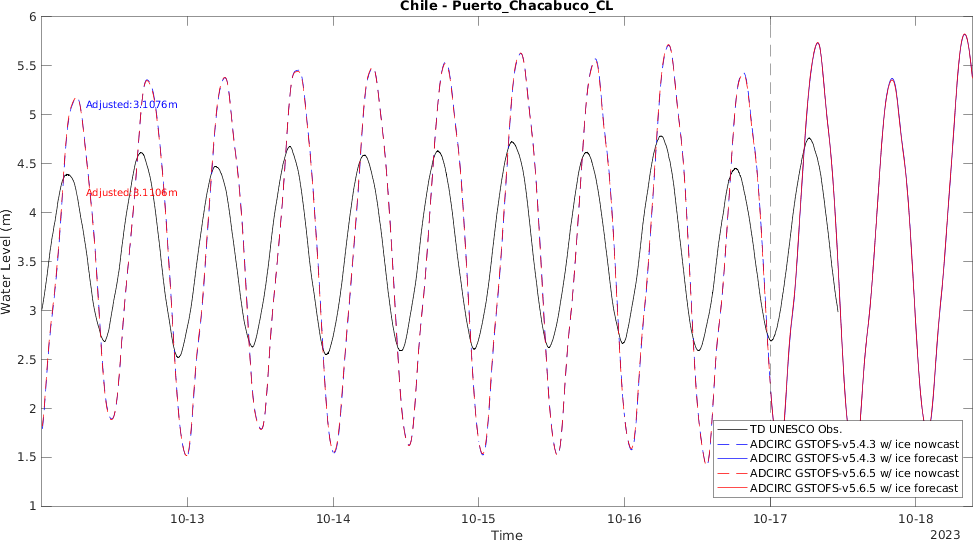 Chile - Puerto_Chacabuco_CL
6
5.5
5
4.5
4
3.5
3
2.5
2
1.5
1
Water Level (m)
Adjusted:3.1076m
Adjusted:3.1106m
TD UNESCO Obs.
ADCIRC GSTOFS-v5.4.3 w/ ice nowcast
ADCIRC GSTOFS-v5.4.3 w/ ice forecast
ADCIRC GSTOFS-v5.6.5 w/ ice nowcast
ADCIRC GSTOFS-v5.6.5 w/ ice forecast
10-13
10-14
10-15
10-16
10-17
10-18
Time
2023